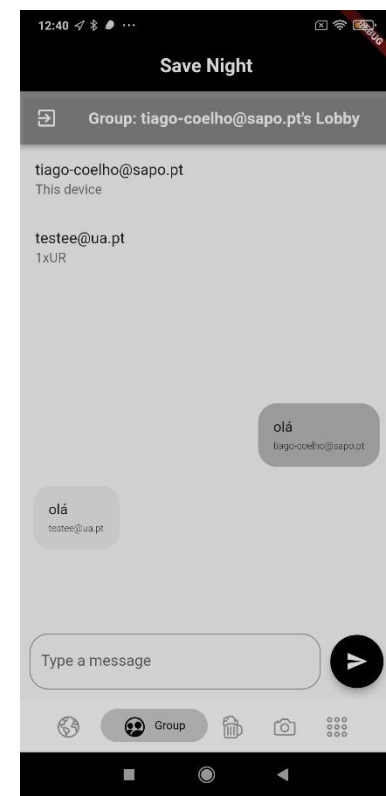 12:40
DEBUG
Save Night
Group: tiago-coelho@sapo.pt's Lobby
tiago-coelho@sapo.pt
This device
testee@ua.pt
1xUR
olá
tiago-coelho@sapo.pt
olá
testee@ua.pt
Type a message
Group